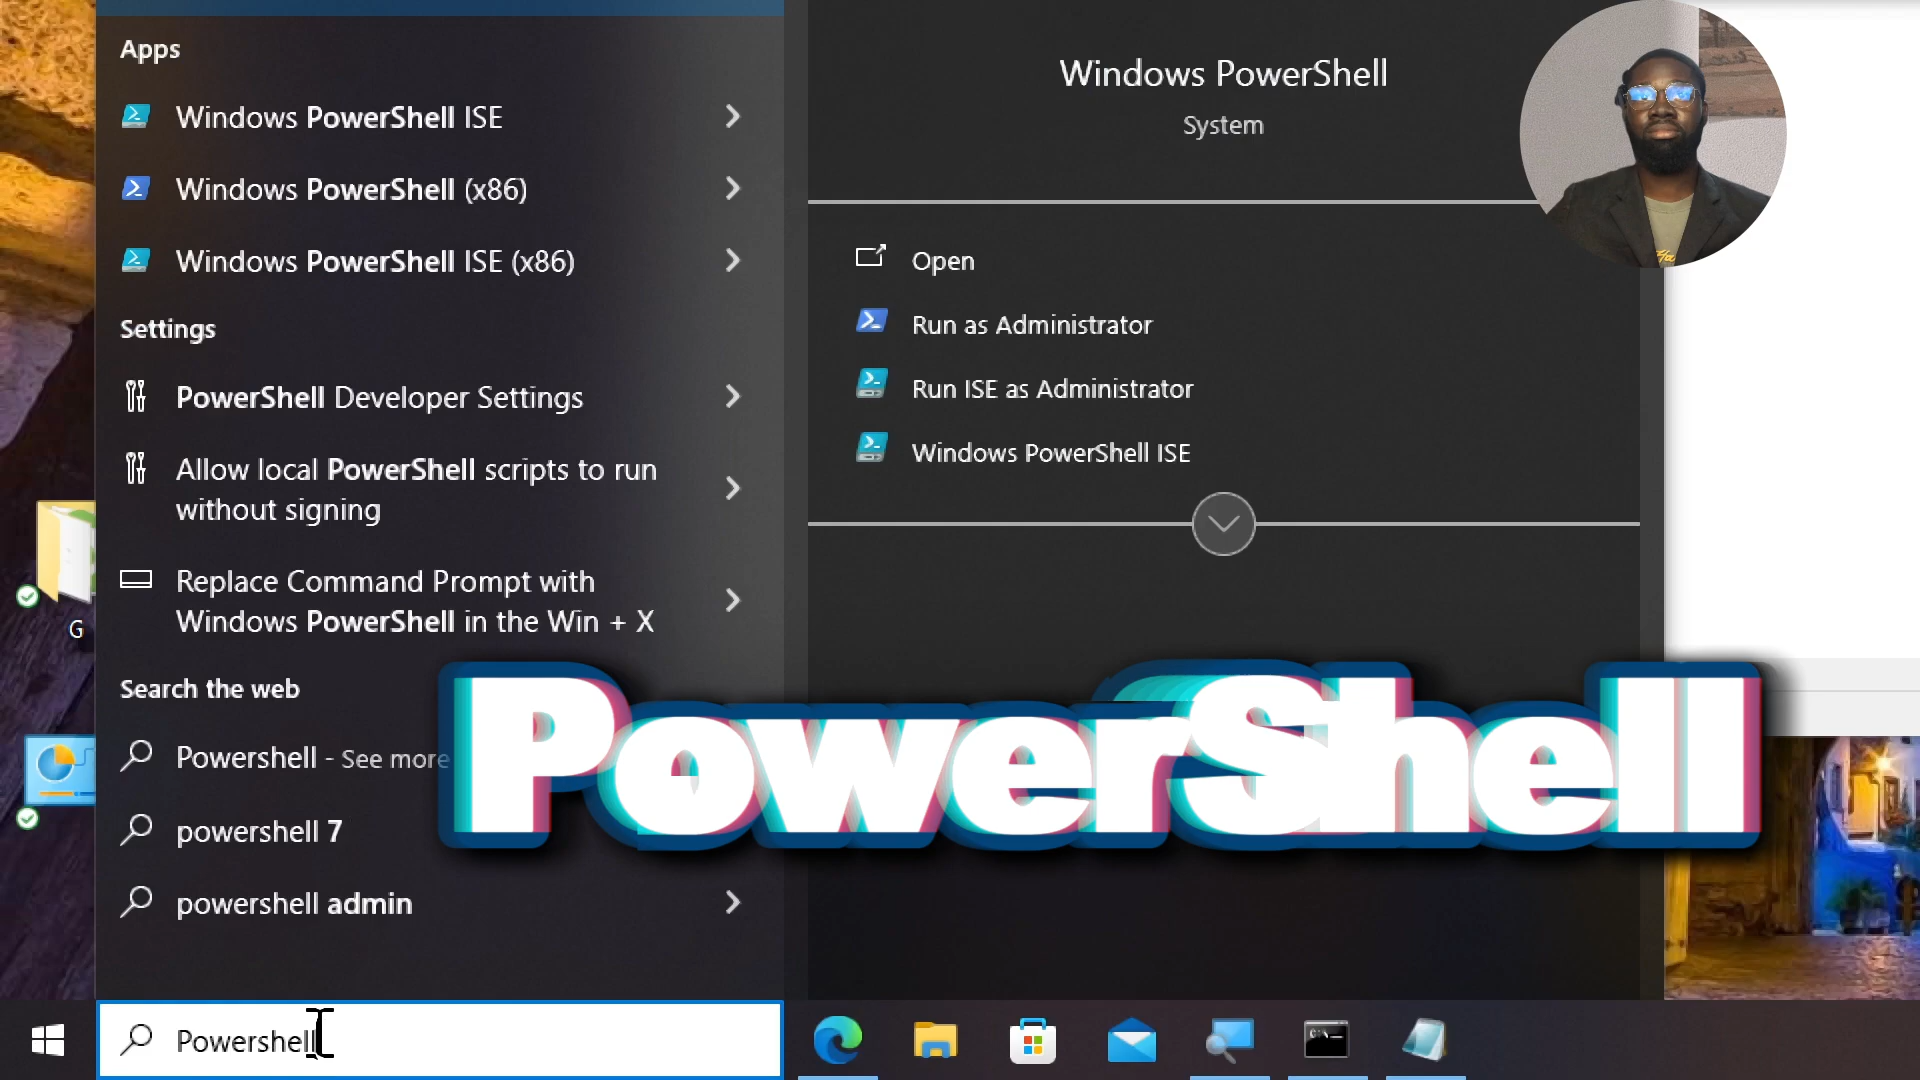 Apps
Windows PowerShell ISE
Windows PowerShell (x86)
Windows PowerShell ISE (x86)
Settings
PowerShell Developer Settings
Allow local PowerShell scripts to run
without signing
Replace Command Prompt with
Windows PowerShell in the Win + X
Search the web
Powershell - See more
powershell 7
powershell admin
Powershell
Windows PowerShell
System
Open
Run as Administrator
Run ISE as Administrator
Windows PowerShell ISE
PowerShell
G